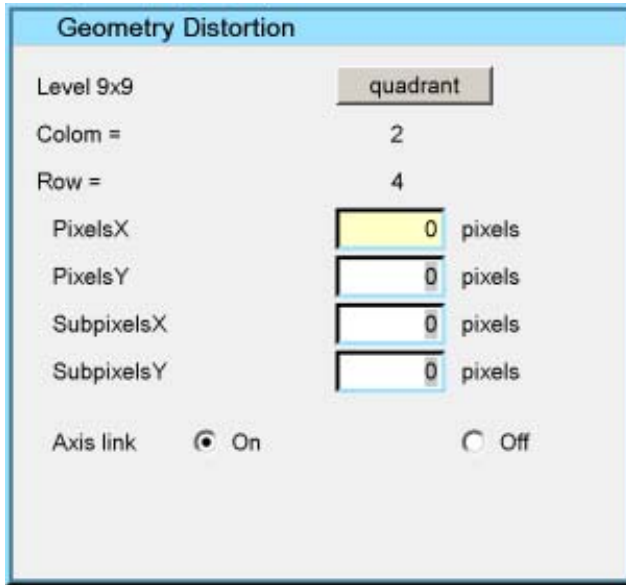 Geometry Distortion
Level 9x9 quadrant
Colom = 2
Row = 4
PixelsX 0 pixels
PixelsY 0 pixels
SubpixelsX 0 pixels
SubpixelsY 0 pixels
Axis link On Off